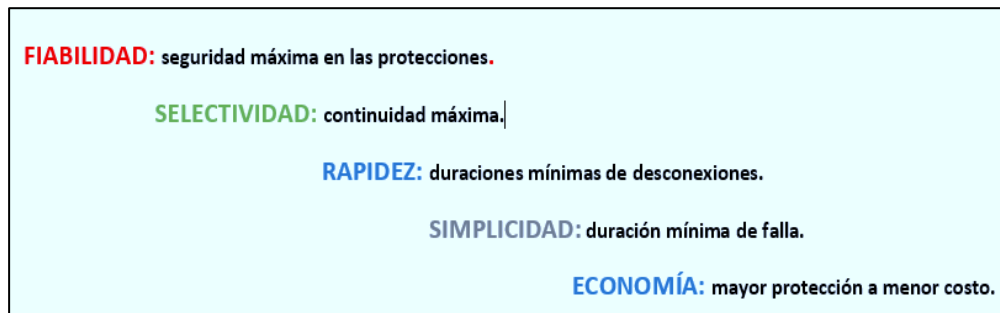 FIABILIDAD: seguridad máxima en las protecciones.
SELECTIVIDAD: continuidad máxima.
RAPIDEZ: duraciones mínimas de desconexiones.
SIMPLICIDAD: duración mínima de falla.
ECONOMÍA: mayor protección a menor costo.